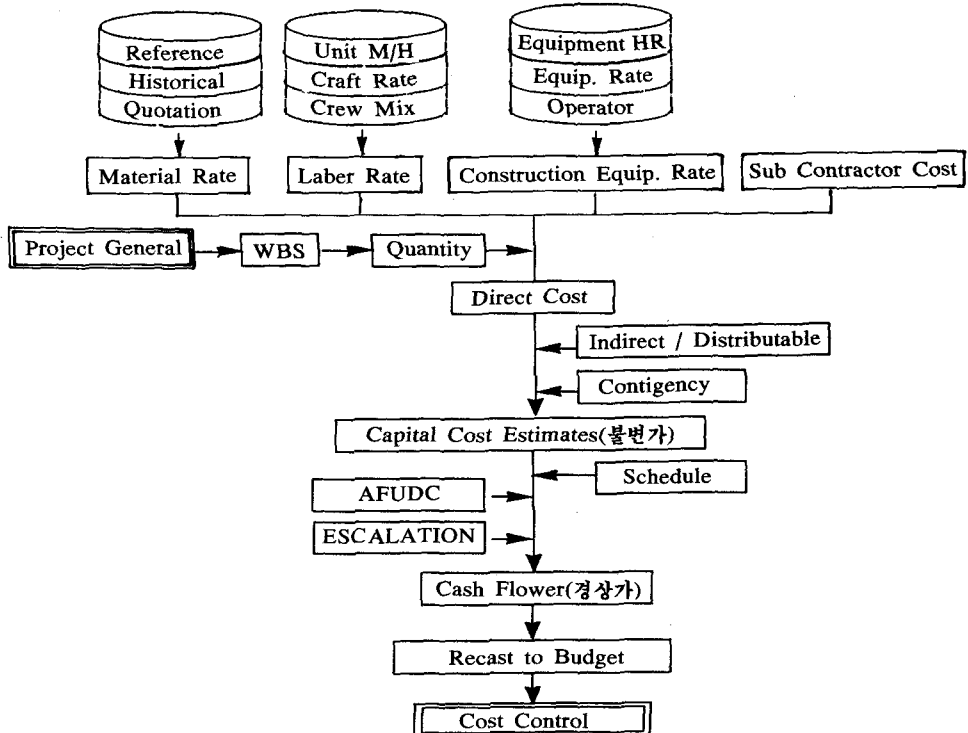 Reference
Historical
Quotation
Unit M/H
Craft Rate
Crew Mix
Equipment HR
Equip. Rate
Operator
Material Rate
Laber Rate
Construction Equip. Rate
Sub Contractor Cost
Project General
WBS
Quantity
Direct Cost
Indirect / Distributable
Contigency
Capital Cost Estimates(불변가)
Schedule
AFUDC
ESCALATION
Cash Flower(경상가)
Recast to Budget
Cost Control